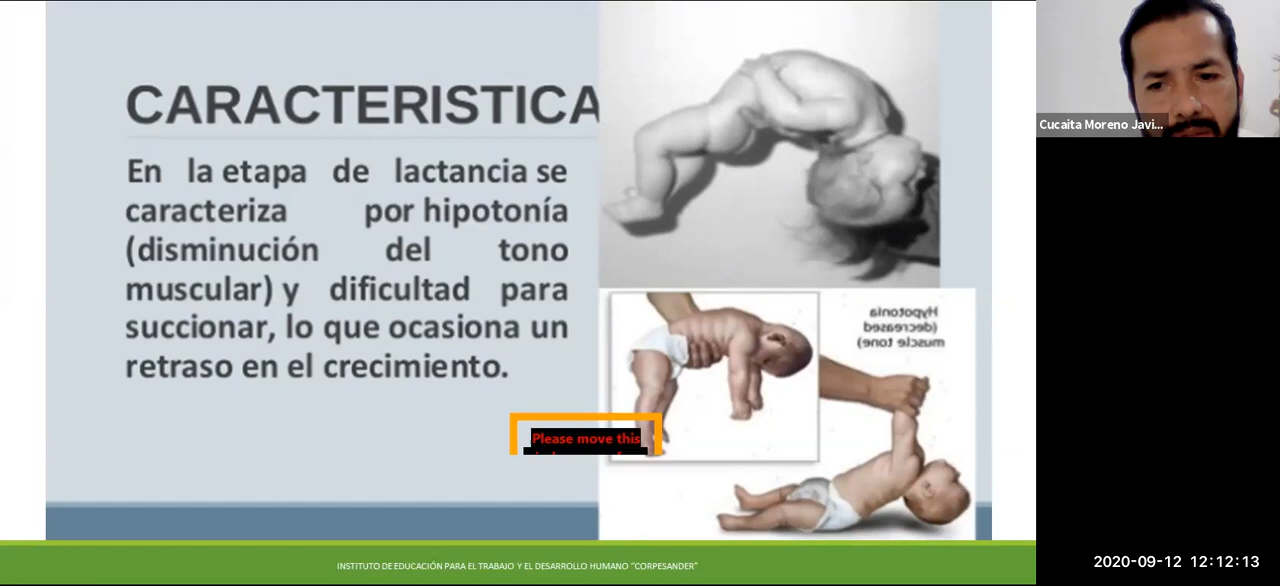 CARACTERISTICA
En la etapa de lactancia se
caracteriza por hipotonía
(disminución del tono
muscular) y dificultad para
succionar, lo que ocasiona un
retraso en el crecimiento.
Hypotonia
(decreased
muscle tone)
Please move this
INSTITUTO DE EDUCACIÓN PARA EL TRABAJO Y EL DESARROLLO HUMANO “CORPESANDER”
Cucaita Moreno Javi...
2020-09-12 12:12:13